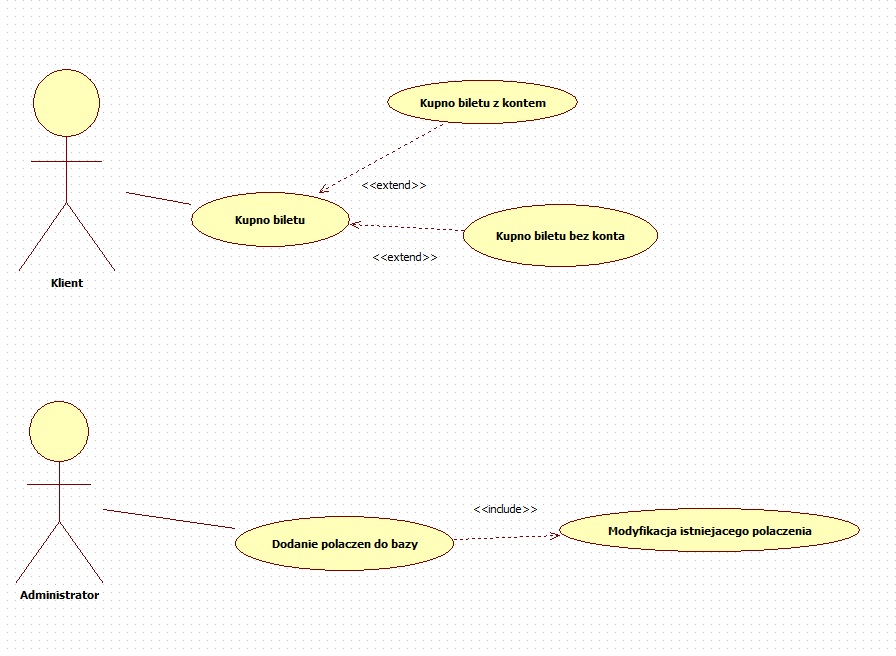 Kupno biletu z kontem
<<extend>>
Kupno biletu
Kupno biletu bez konta
<<extend>>
Klient
<<include>>
Modyfikacja istniejacego polaczenia
Dodanie polaczen do bazy
Administrator